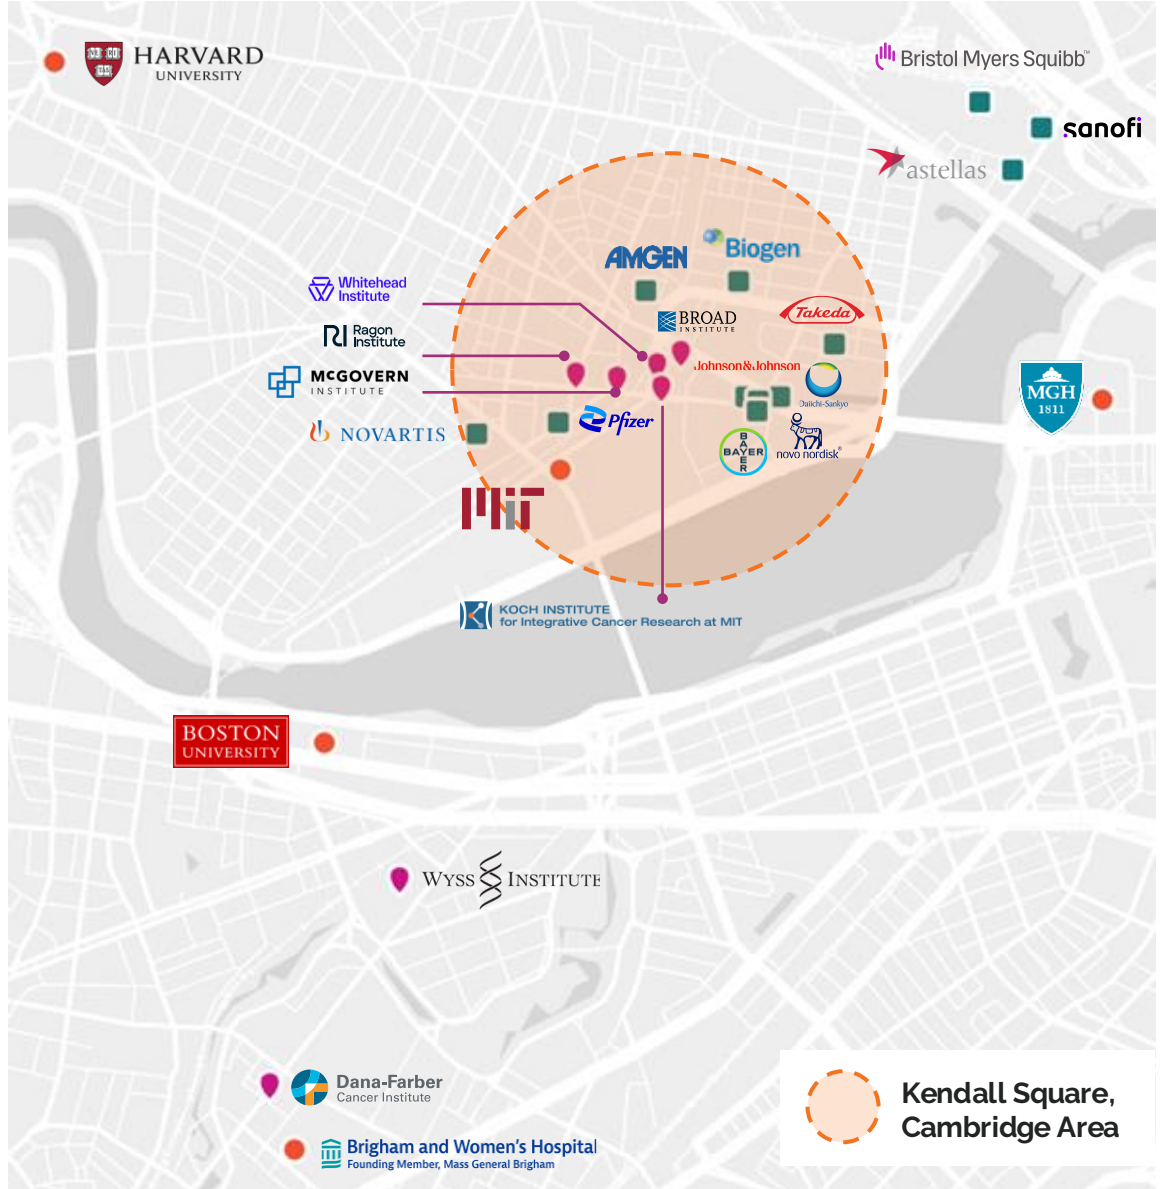 HARVARD
UNIVERSITY
Bristol Myers Squibb™
sanofi
astellas
AMGEN
Biogen
Whitehead
Institute
Takeda
BROAD
INSTITUTE
RI Ragon
Institute
Johnson&Johnson
MCGOVERN
INSTITUTE
Daiichi-Sankyo
MGH
1811
Pfizer
NOVARTIS
BAYER
BAYER
novo nordisk®
MiT
KOCH INSTITUTE
for Integrative Cancer Research at MIT
BOSTON
UNIVERSITY
WYSS INSTITUTE
Dana-Farber
Cancer Institute
Brigham and Women's Hospital
Founding Member, Mass General Brigham
Kendall Square,
Cambridge Area